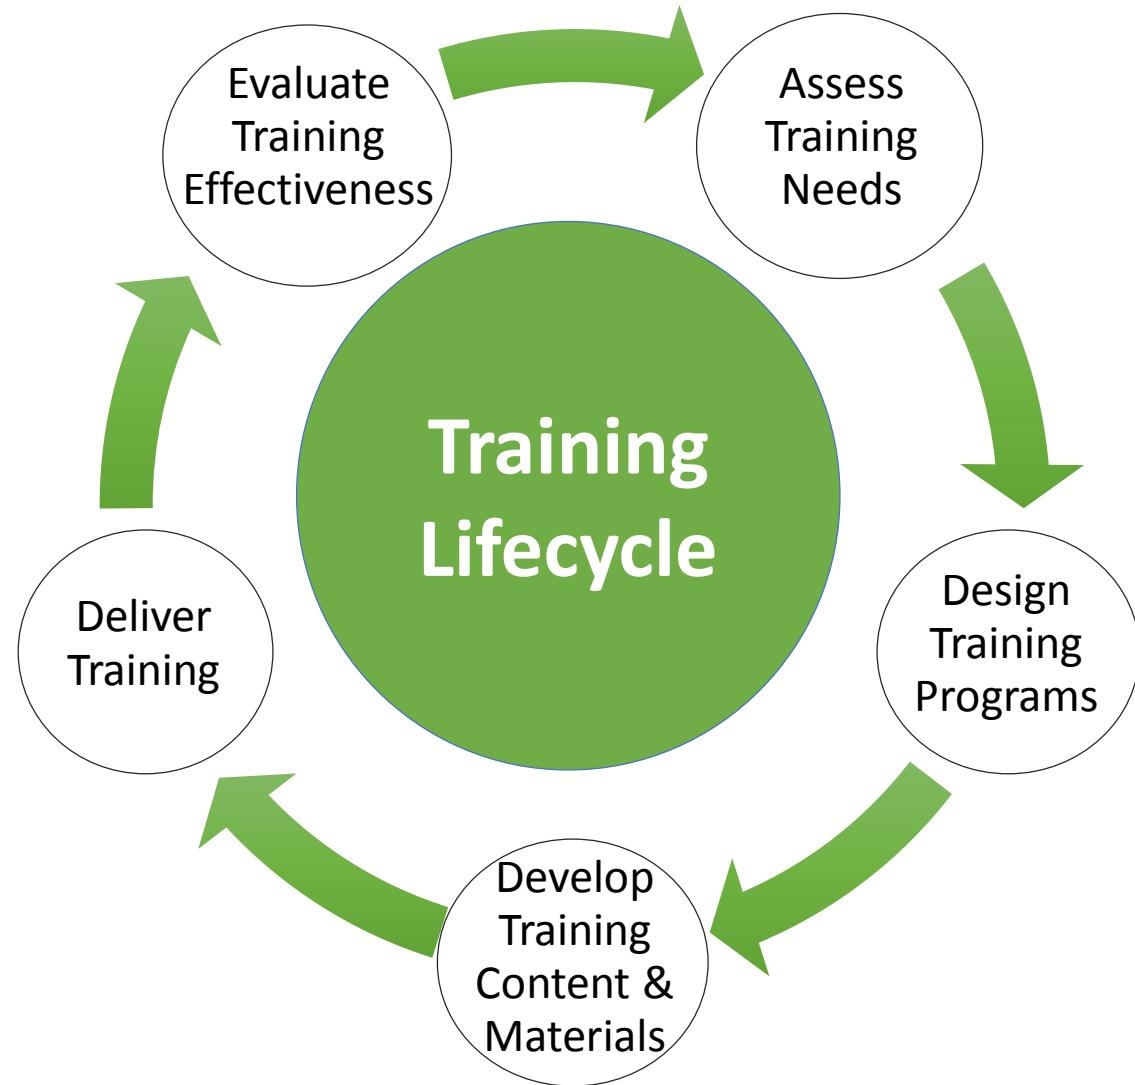 Evaluate
Training
Effectiveness
Assess
Training
Needs
Training
Lifecycle
Design
Training
Programs
Develop
Training
Content &
Materials
Deliver
Training